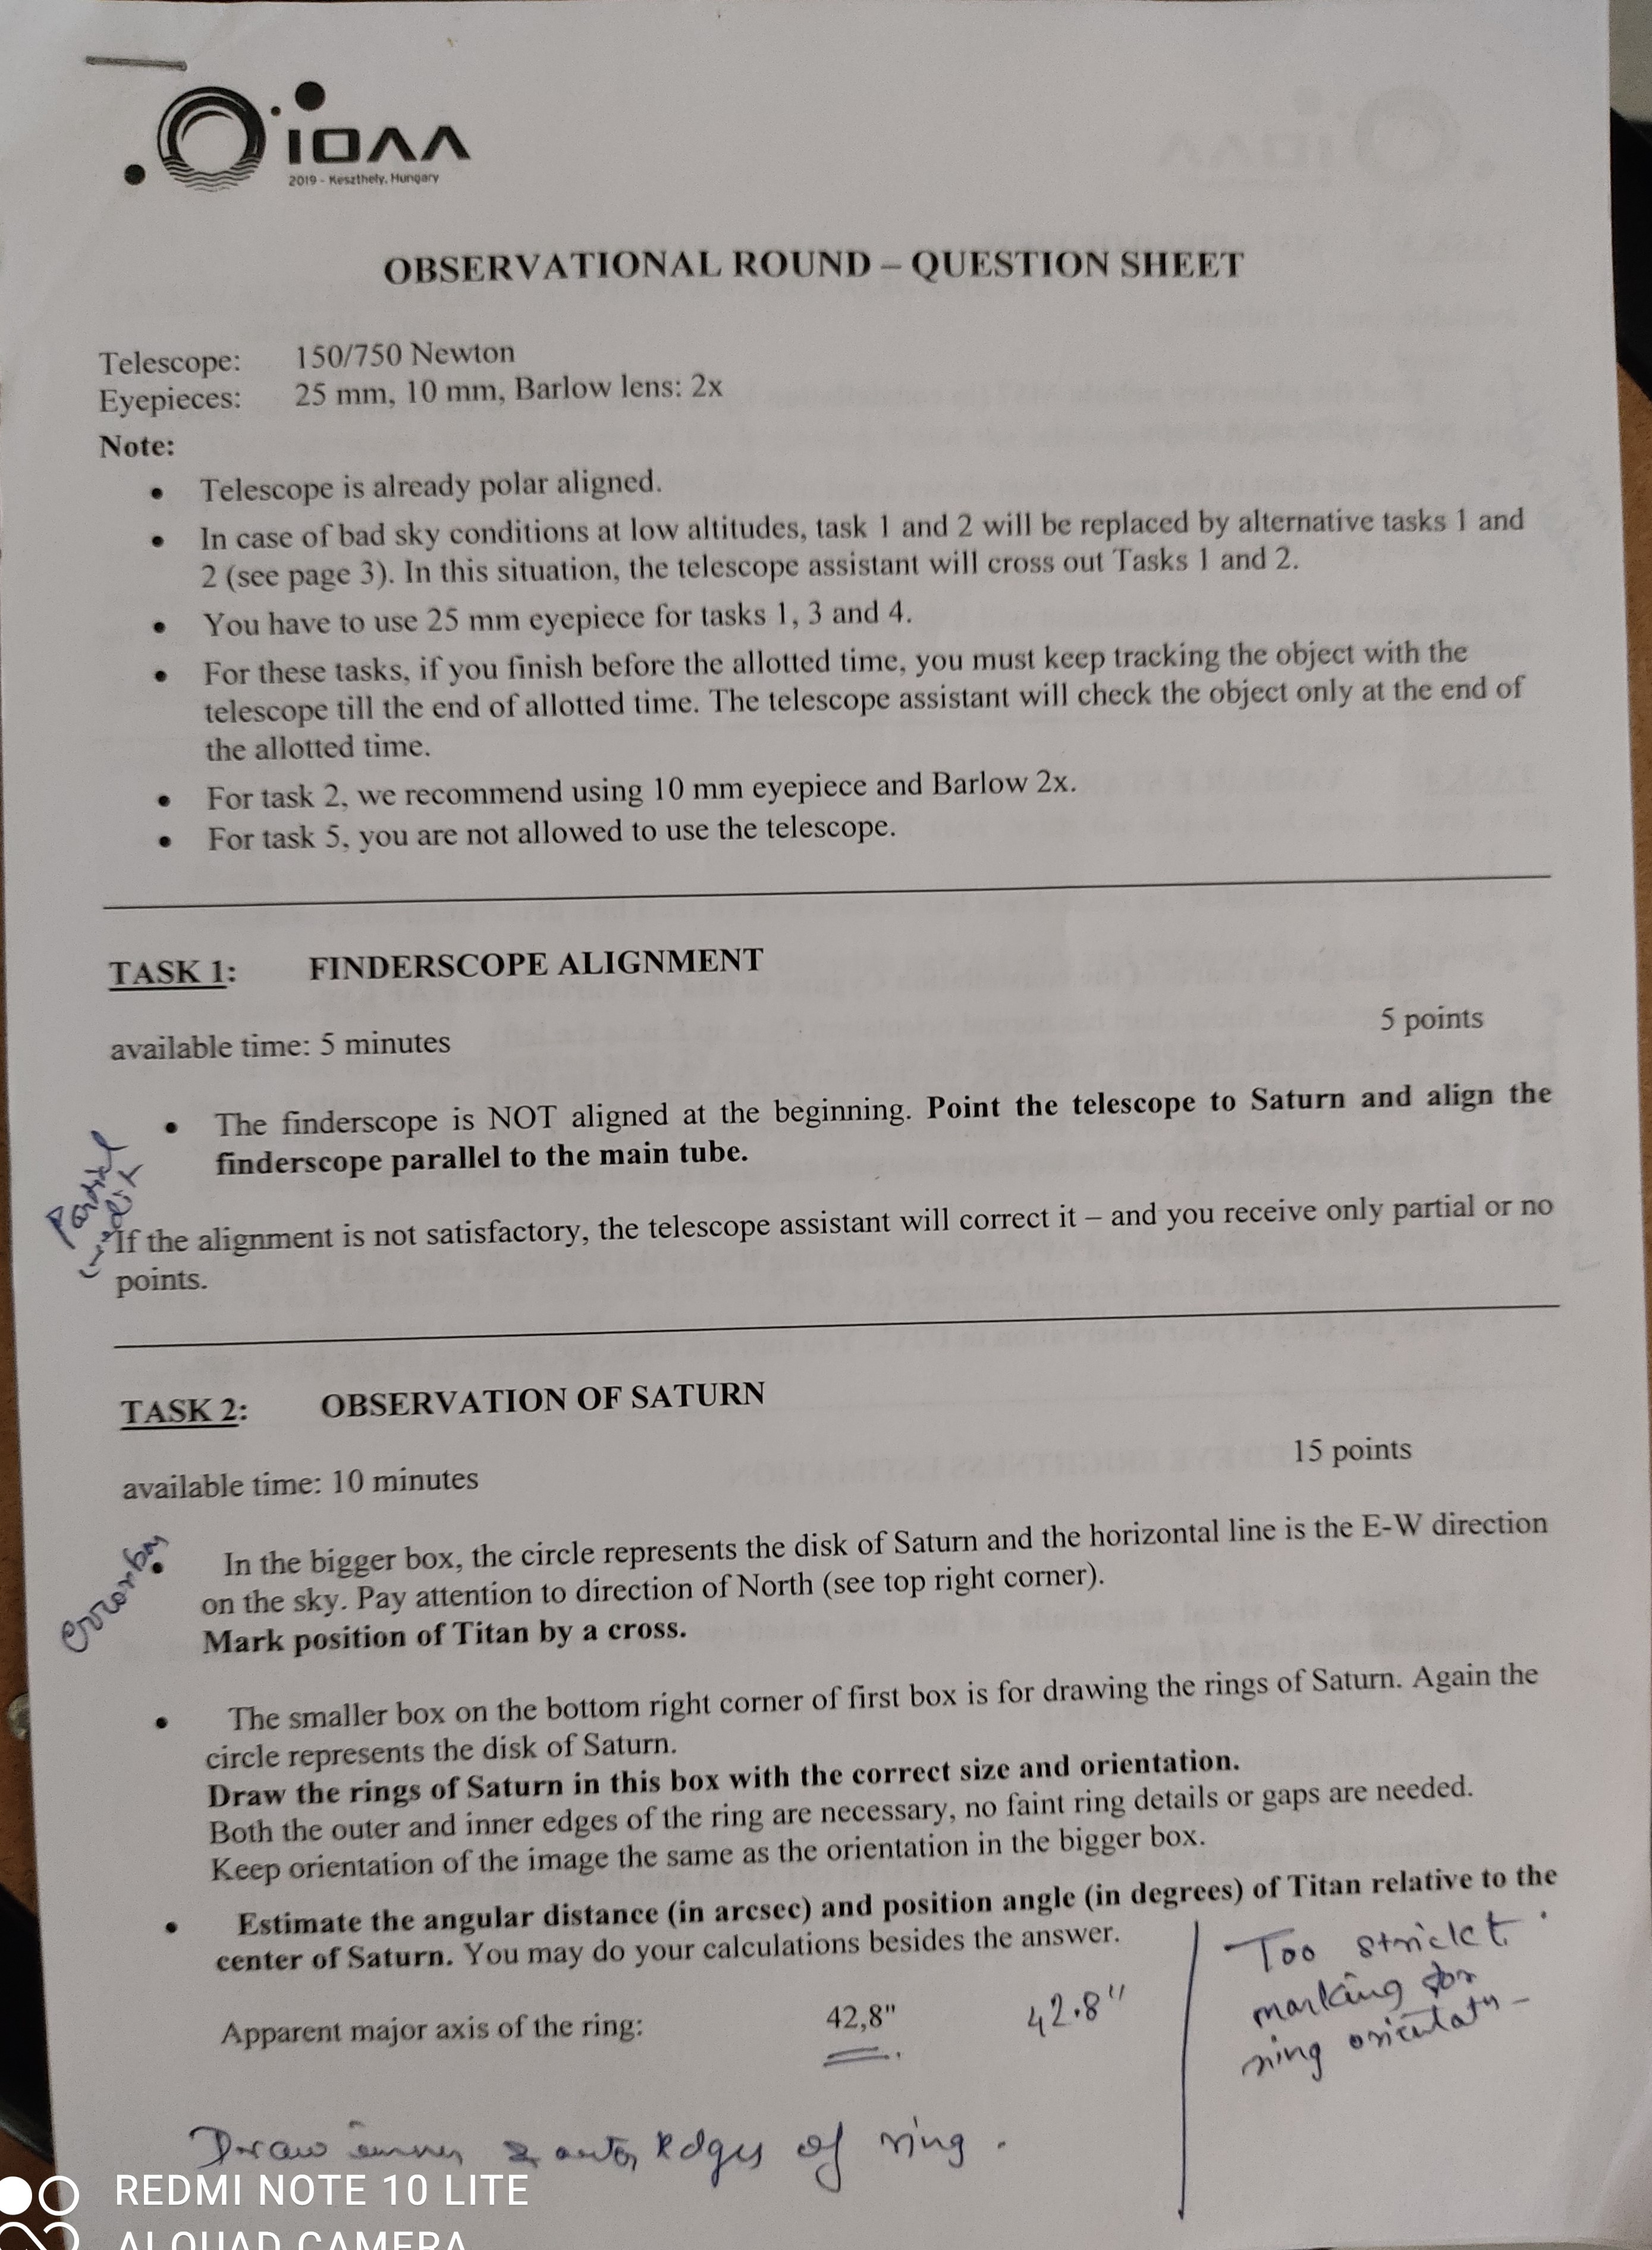 ioaa
2019 - Keszthely, Hungary
OBSERVATIONAL ROUND – QUESTION SHEET
Telescope: 150/750 Newton
Eyepieces: 25 mm, 10 mm, Barlow lens: 2x
Note:
• Telescope is already polar aligned.
• In case of bad sky conditions at low altitudes, task 1 and 2 will be replaced by alternative tasks 1 and
2 (see page 3). In this situation, the telescope assistant will cross out Tasks 1 and 2.
• You have to use 25 mm eyepiece for tasks 1, 3 and 4.
• For these tasks, if you finish before the allotted time, you must keep tracking the object with the
telescope till the end of allotted time. The telescope assistant will check the object only at the end of
the allotted time.
• For task 2, we recommend using 10 mm eyepiece and Barlow 2x.
• For task 5, you are not allowed to use the telescope.
TASK 1: FINDERSCOPE ALIGNMENT
5 points
available time: 5 minutes
• The finderscope is NOT aligned at the beginning. Point the telescope to Saturn and align the
finderscope parallel to the main tube.
Partial
If the alignment is not satisfactory, the telescope assistant will correct it – and you receive only partial or no
points.
TASK 2: OBSERVATION OF SATURN
15 points
available time: 10 minutes
• In the bigger box, the circle represents the disk of Saturn and the horizontal line is the E-W direction
on the sky. Pay attention to direction of North (see top right corner).
Mark position of Titan by a cross.
• The smaller box on the bottom right corner of first box is for drawing the rings of Saturn. Again the
circle represents the disk of Saturn.
Draw the rings of Saturn in this box with the correct size and orientation.
Both the outer and inner edges of the ring are necessary, no faint ring details or gaps are needed.
Keep orientation of the image the same as the orientation in the bigger box.
• Estimate the angular distance (in arcsec) and position angle (in degrees) of Titan relative to the
center of Saturn. You may do your calculations besides the answer.
Too strickt
marking for
ring
Apparent major axis of the ring: 42,8" 42.8"
Draw inner & outer Edges of ring.
REDMI NOTE 10 LITE
AI QUAD CAMERA